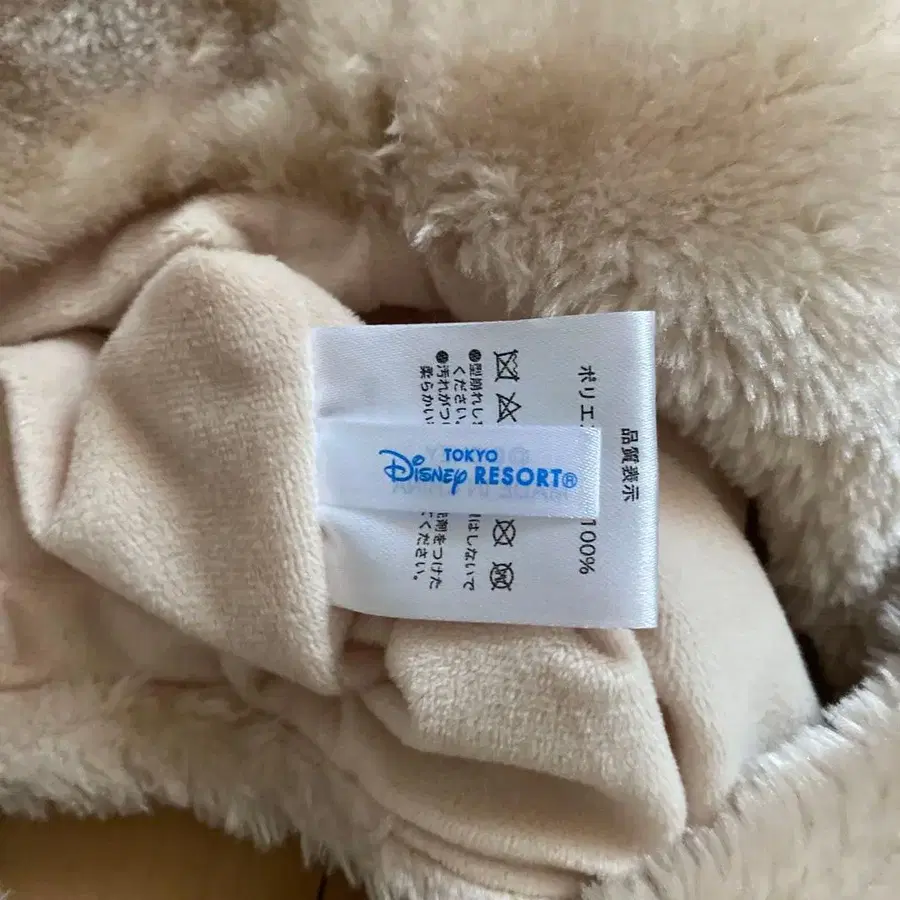 品質表示
ポリエ
100%
●型崩れし
はしないで
ください。
●汚れがつ
洗剤をつけた
柔らかい
ください。
TOKYO
Disney RESORT®